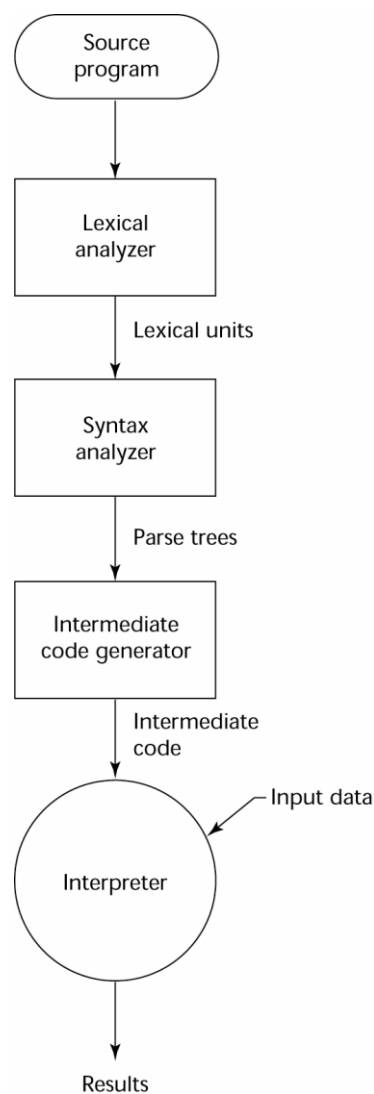 Source
program
Lexical
analyzer
Lexical units
Syntax
analyzer
Parse trees
Intermediate
code generator
Intermediate
code
Input data
Interpreter
Results